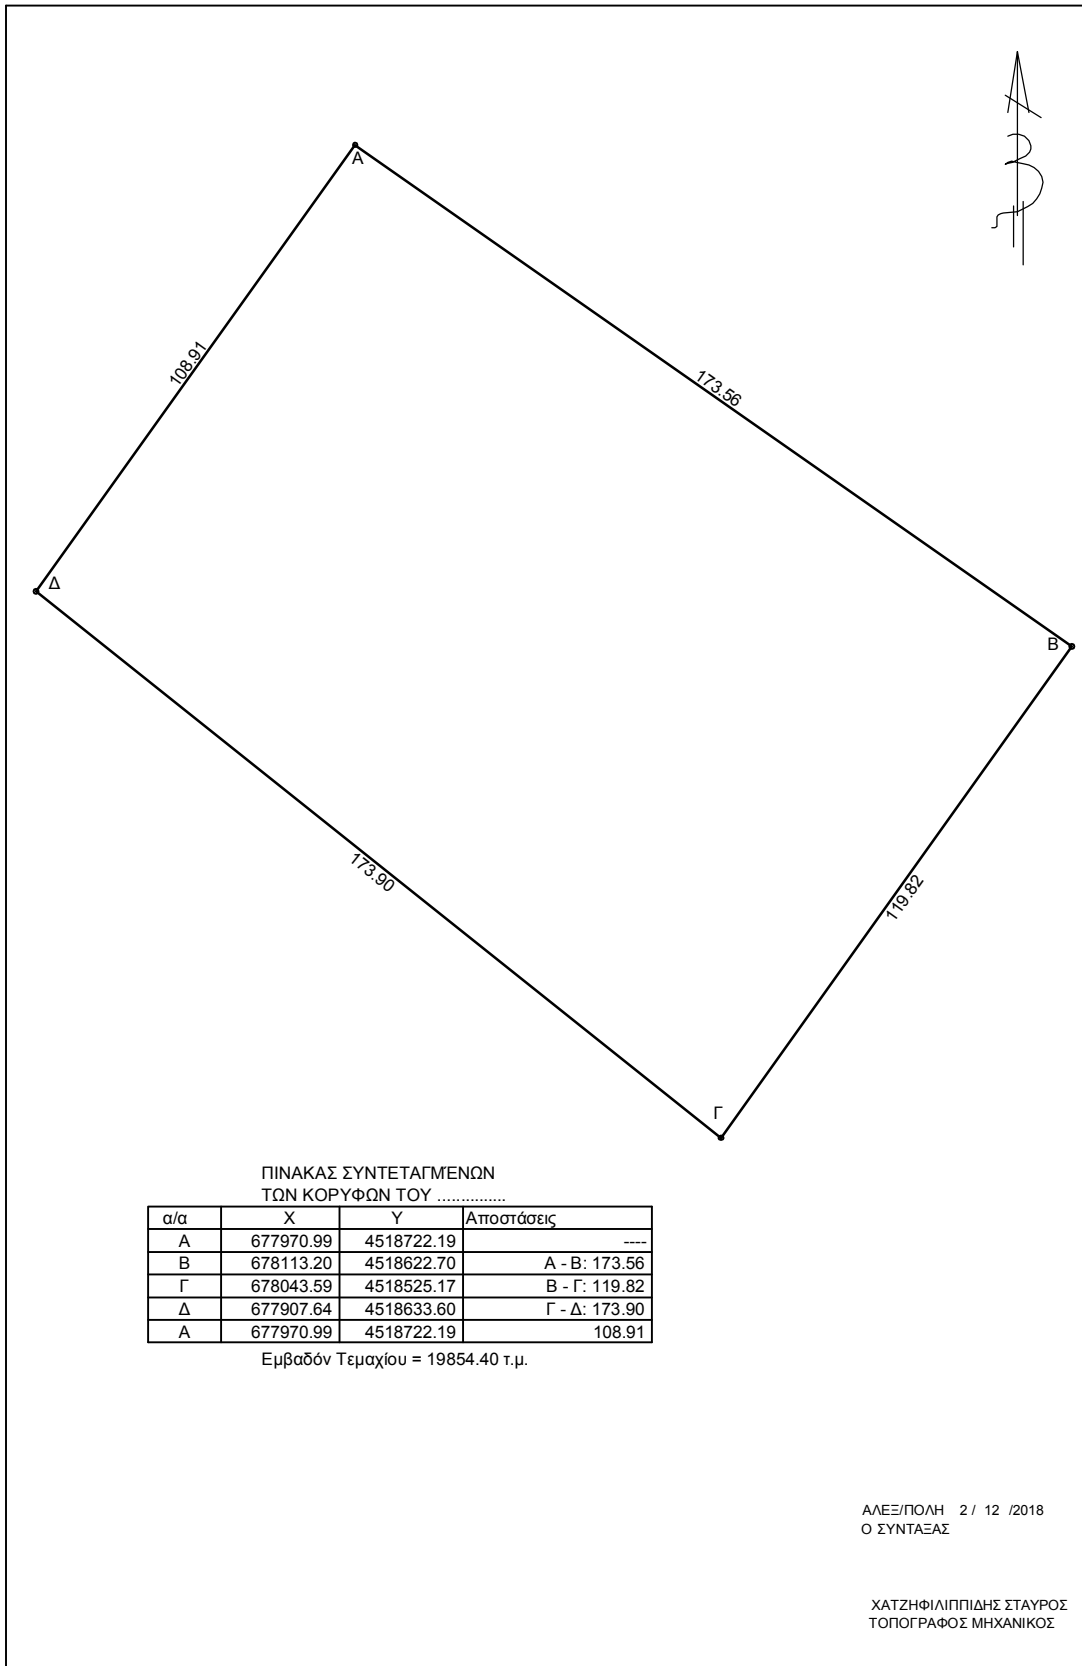 Α
108.91
173.56
Δ
Β
173.90
119.82
Γ
ΠΙΝΑΚΑΣ ΣΥΝΤΕΤΑΓΜΈΝΩΝ
ΤΩΝ ΚΟΡΥΦΩΝ ΤΟΥ ...............
α/α Χ Υ Αποστάσεις
Α 677970.99 4518722.19 ----
Β 678113.20 4518622.70 Α - Β: 173.56
Γ 678043.59 4518525.17 Β - Γ: 119.82
Δ 677907.64 4518633.60 Γ - Δ: 173.90
Α 677970.99 4518722.19 108.91
Εμβαδόν Τεμαχίου = 19854.40 τ.μ.
ΑΛΕΞ/ΠΟΛΗ 2 / 12 /2018
Ο ΣΥΝΤΑΞΑΣ
ΧΑΤΖΗΦΙΛΙΠΠΙΔΗΣ ΣΤΑΥΡΟΣ
ΤΟΠΟΓΡΑΦΟΣ ΜΗΧΑΝΙΚΟΣ